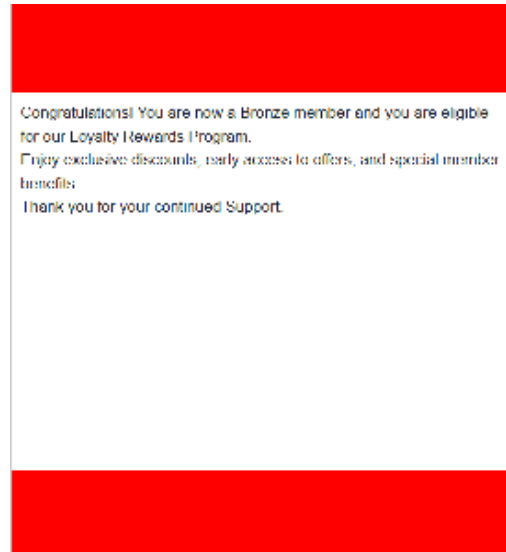 Congratulations! You are now a Bronze member and you are eligible
for our Loyalty Rewards Program.
Enjoy exclusive discounts, early access to offers, and special member
benefits
Thank you for your continued Support.